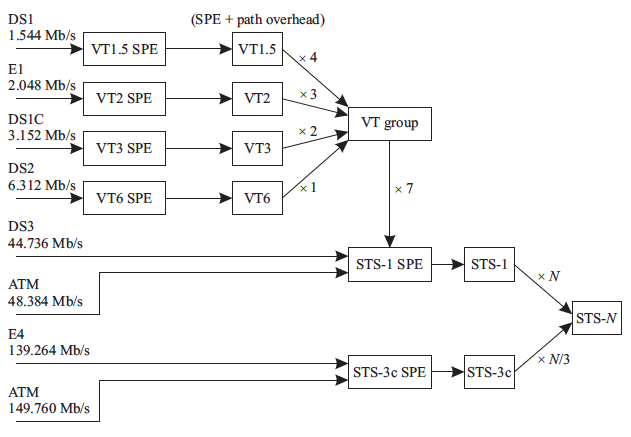 DS1
1.544 Mb/s
(SPE + path overhead)
VT1.5 SPE
VT1.5
× 4
E1
2.048 Mb/s
VT2 SPE
VT2
× 3
DS1C
3.152 Mb/s
VT3 SPE
VT3
× 2
VT group
DS2
6.312 Mb/s
VT6 SPE
VT6
× 1
× 7
DS3
44.736 Mb/s
STS-1 SPE
STS-1
× N
ATM
48.384 Mb/s
STS-N
E4
139.264 Mb/s
STS-3c SPE
STS-3c
× N/3
ATM
149.760 Mb/s